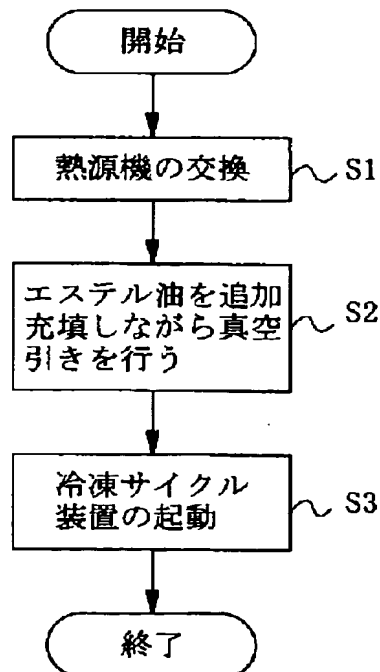 開始
熱源機の交換
S1
エステル油を追加
充填しながら真空
引きを行う
S2
冷凍サイクル
装置の起動
S3
終了